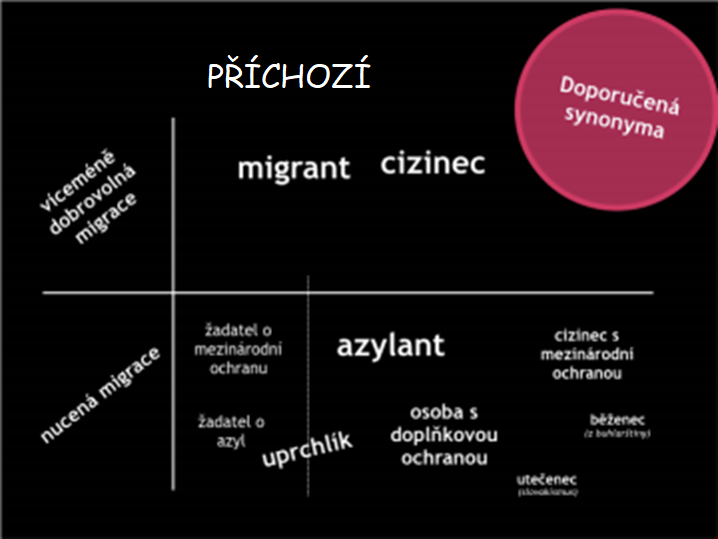 PŘÍCHOZÍ
Doporučená
synonyma
víceméně
dobrovolná
migrace
migrant
cizinec
nucená migrace
žadatel o
mezinárodní
ochranu
azylant
cizinec s
mezinárodní
ochranou
žadatel o
azyl
uprchlík
osoba s
doplňkovou
ochranou
běženec
(z bulharštiny)
utečenec
(slovakismus)